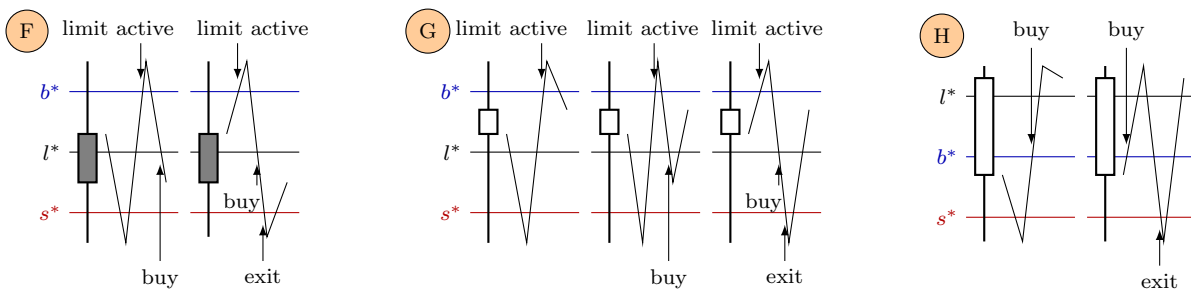 F
limit active
limit active
b*
l*
s*
buy
buy
exit
G
limit active
limit active
limit active
b*
l*
s*
buy
buy
exit
H
buy
buy
l*
b*
s*
exit